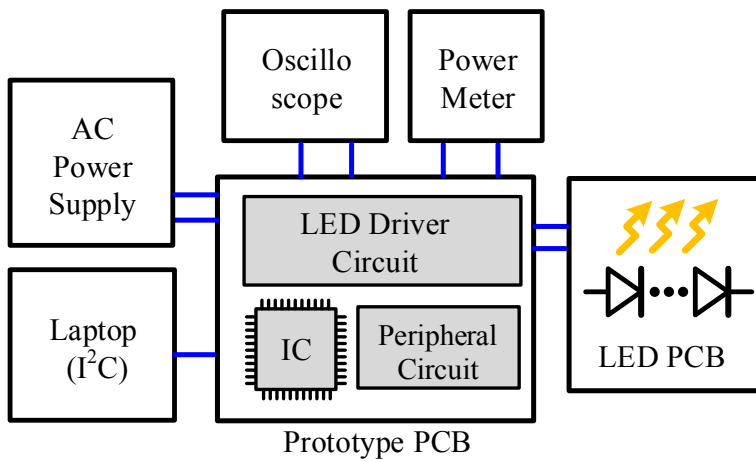 Oscillo
scope
Power
Meter
AC
Power
Supply
LED Driver
Circuit
Laptop
(I²C)
IC
Peripheral
Circuit
LED PCB
Prototype PCB